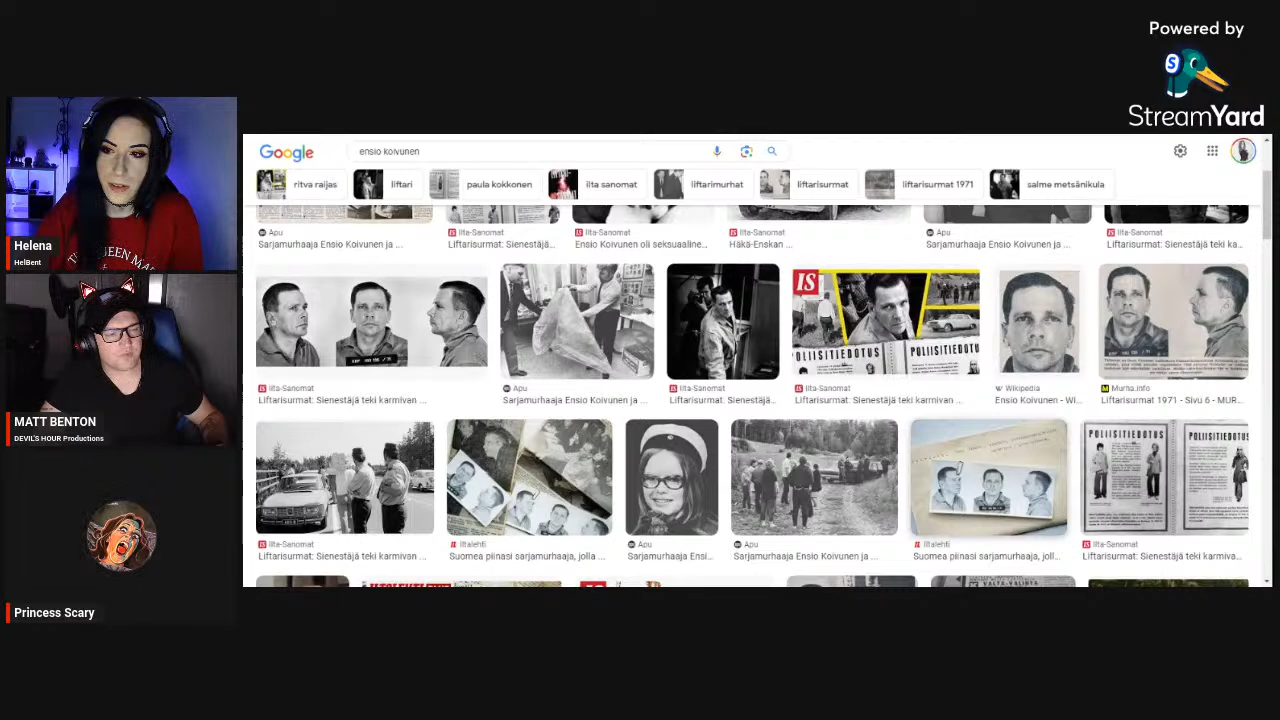 Powered by
StreamYard
Helena
HelBent
MATT BENTON
DEVIL'S HOUR Productions
Princess Scary
Google
ensio koivunen
ritva raijas
liftari
paula kokkonen
ilta sanomat
liftarimurhat
liftarisurmat
liftarisurmat 1971
salme metsänikula
Apu
Ilta-Sanomat
Ilta-Sanomat
Ilta-Sanomat
Apu
Ilta-Sanomat
Sarjamurhaaja Ensio Koivunen ja ...
Liftarisurmat: Sienestäjä...
Ensio Koivunen oli seksuaaline...
Häkä-Enskan ...
Sarjamurhaaja Ensio Koivunen ja ...
Liftarisurmat: Sienestäjä teki ka...
IS
POLIISITIEDOTUS
POLIISITIEDOTUS
Ilta-Sanomat
Apu
Ilta-Sanomat
Ilta-Sanomat
Wikipedia
Murha.info
Liftarisurmat: Sienestäjä teki karmivan ...
Sarjamurhaaja Ensio Koivunen ja ...
Liftarisurmat: Sienestäjä...
Liftarisurmat: Sienestäjä teki karmivan ...
Ensio Koivunen - Wi...
Liftarisurmat 1971 - Sivu 6 - MUR...
POLIISITIEDOTUS
POLIISITIEDOTUS
Ilta-Sanomat
Iltalehti
Apu
Apu
Iltalehti
Ilta-Sanomat
Liftarisurmat: Sienestäjä teki karmivan ...
Suomea piinasi sarjamurhaaja, jolla ...
Sarjamurhaaja Ensi...
Sarjamurhaaja Ensio Koivunen ja ...
Suomea piinasi sarjamurhaaja, joll...
Liftarisurmat: Sienestäjä teki karmiva...